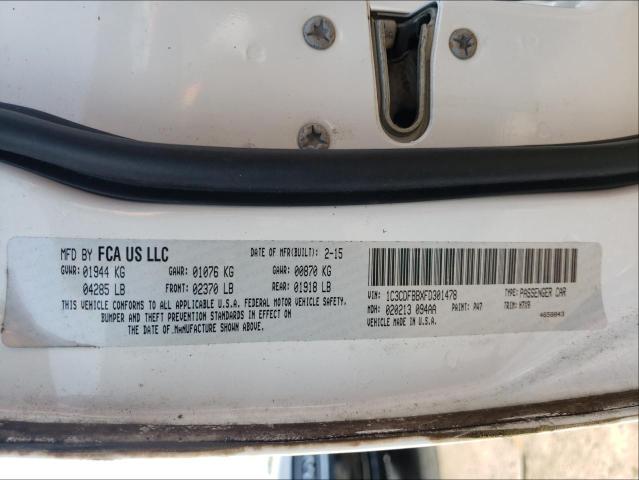 MFD BY FCA US LLC DATE OF MFR(BUILT): 2-15
GVWR: 01944 KG GAWR: 01076 KG GAWR: 00870 KG
04285 LB FRONT: 02370 LB REAR: 01918 LB
THIS VEHICLE CONFORMS TO ALL APPLICABLE U.S.A. FEDERAL MOTOR VEHICLE SAFETY,
BUMPER AND THEFT PREVENTION STANDARDS IN EFFECT ON
THE DATE OF MANUFACTURE SHOWN ABOVE.
VIN: 1C3CDFBBXFD301478 TYPE: PASSENGER CAR
MDH: 020213 094AA PAINT: PW7 TRIM: H7X9
VEHICLE MADE IN U.S.A. 4650843